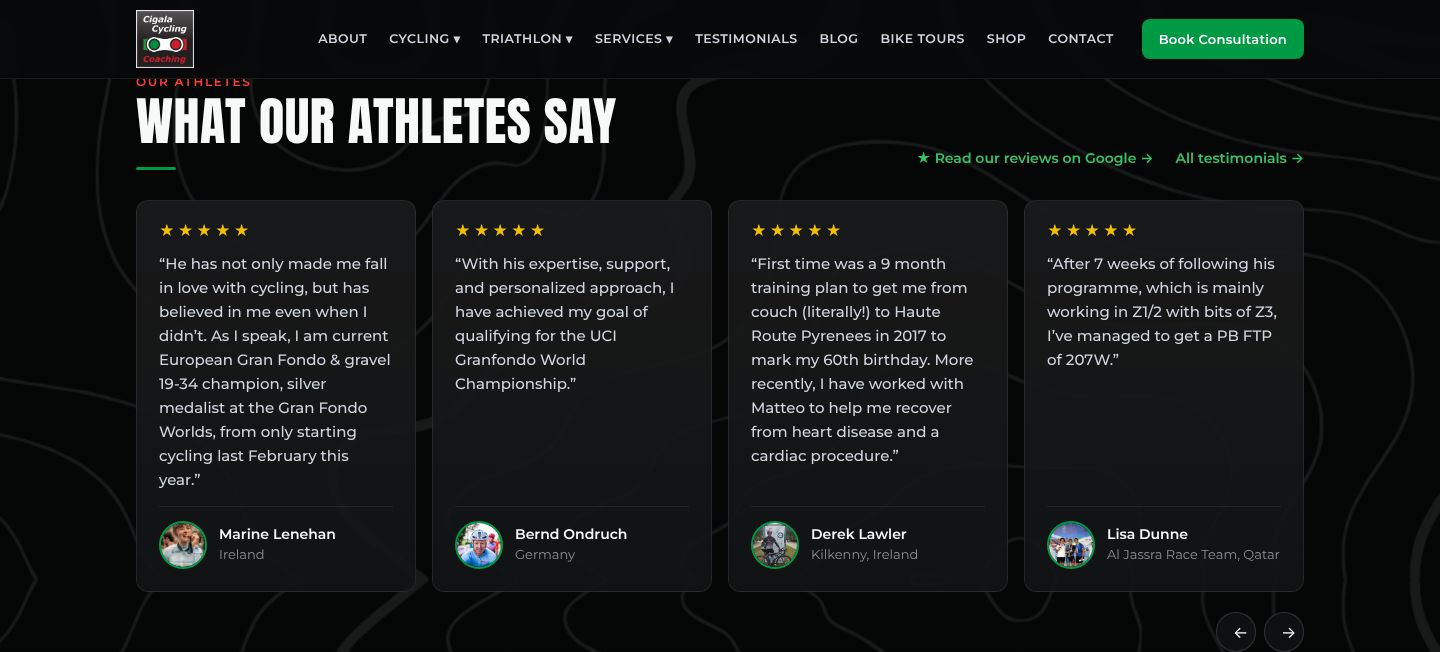 Cigala
Cycling
Coaching
ABOUT CYCLING ▾ TRIATHLON ▾ SERVICES ▾ TESTIMONIALS BLOG BIKE TOURS SHOP CONTACT Book Consultation
OUR ATHLETES
WHAT OUR ATHLETES SAY
★ Read our reviews on Google → All testimonials →
★★★★★
“He has not only made me fall
in love with cycling, but has
believed in me even when I
didn’t. As I speak, I am current
European Gran Fondo & gravel
19-34 champion, silver
medalist at the Gran Fondo
Worlds, from only starting
cycling last February this
year.”
Marine Lenehan
Ireland
★★★★★
“With his expertise, support,
and personalized approach, I
have achieved my goal of
qualifying for the UCI
Granfondo World
Championship.”
Bernd Ondruch
Germany
★★★★★
“First time was a 9 month
training plan to get me from
couch (literally!) to Haute
Route Pyrenees in 2017 to
mark my 60th birthday. More
recently, I have worked with
Matteo to help me recover
from heart disease and a
cardiac procedure.”
Derek Lawler
Kilkenny, Ireland
★★★★★
“After 7 weeks of following his
programme, which is mainly
working in Z1/2 with bits of Z3,
I’ve managed to get a PB FTP
of 207W.”
Lisa Dunne
Al Jassra Race Team, Qatar
← →